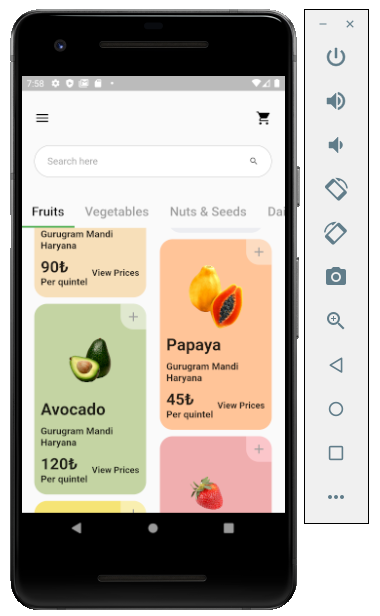 7:58
Search here
Fruits Vegetables Nuts & Seeds Dai
Gurugram Mandi
Haryana
90₺
Per quintel
View Prices
Papaya
Gurugram Mandi
Haryana
45₺
Per quintel
View Prices
Avocado
Gurugram Mandi
Haryana
120₺
Per quintel
View Prices